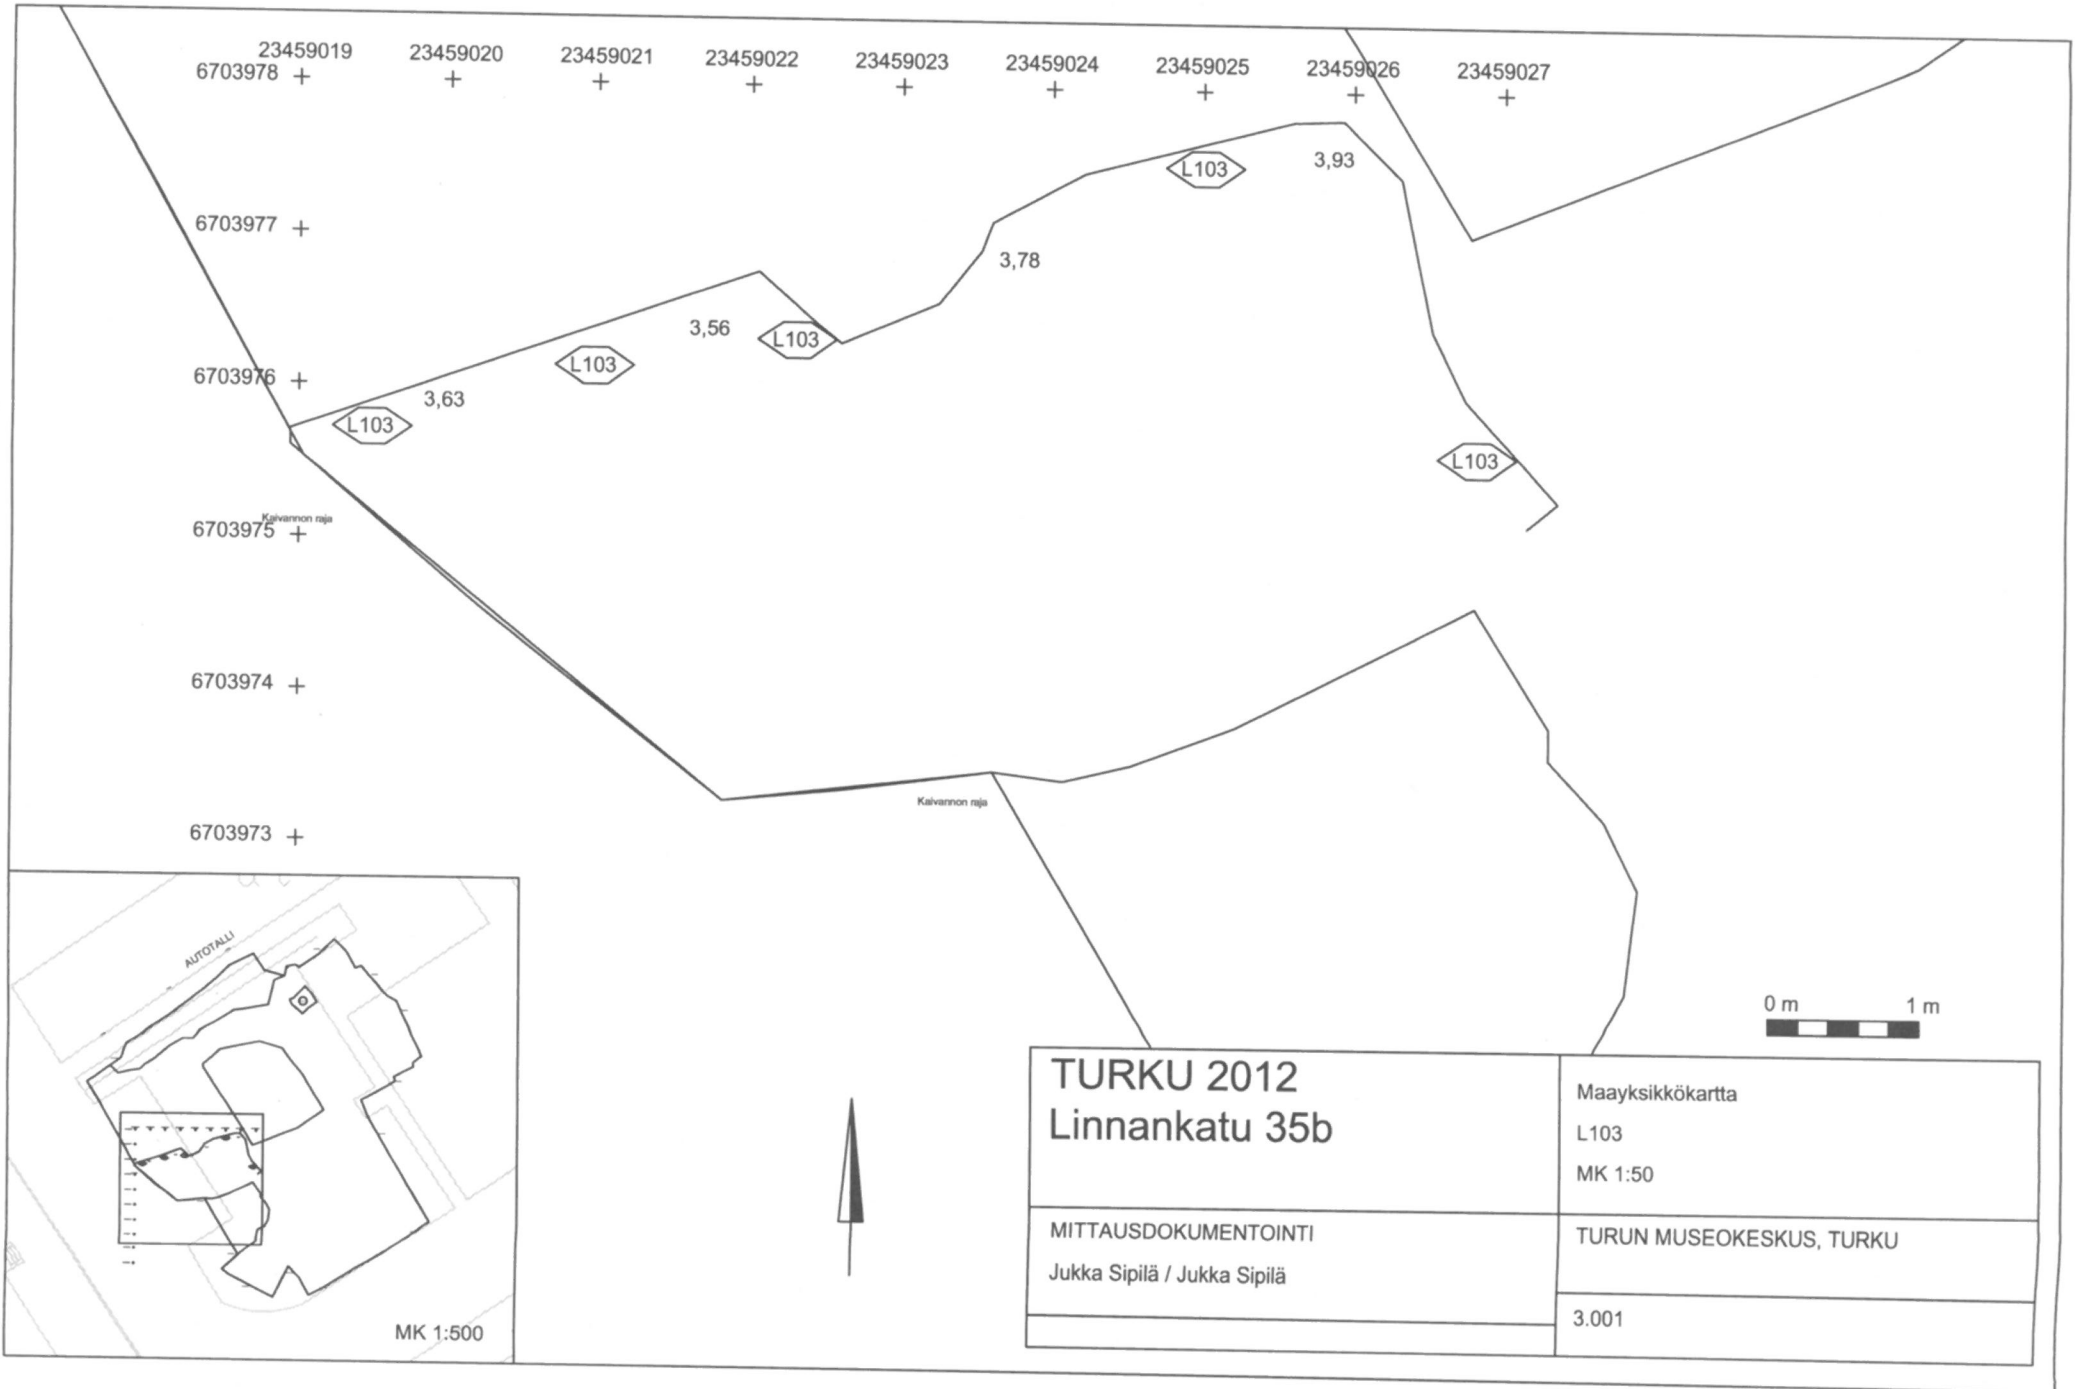 23459019 23459020 23459021 23459022 23459023 23459024 23459025 23459026 23459027
6703978
L103
3,93
6703977
3,78
3,56
L103
L103
6703976
3,63
L103
L103
Kaivannon raja
6703975
6703974
Kaivannon raja
6703973
AUTOTALLI
MK 1:500
0 m 1 m
TURKU 2012
Linnankatu 35b
Maayksikkökartta
L103
MK 1:50
MITTAUSDOKUMENTOINTI
Jukka Sipilä / Jukka Sipilä
TURUN MUSEOKESKUS, TURKU
3.001